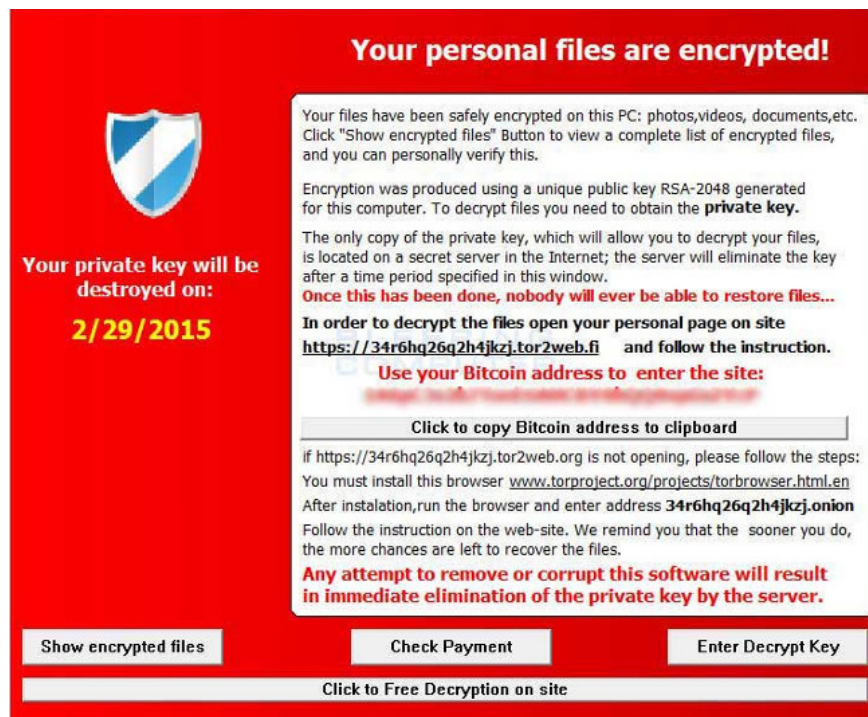 Your personal files are encrypted!
Your files have been safely encrypted on this PC: photos,videos, documents,etc.
Click "Show encrypted files" Button to view a complete list of encrypted files,
and you can personally verify this.
Encryption was produced using a unique public key RSA-2048 generated
for this computer. To decrypt files you need to obtain the private key.
The only copy of the private key, which will allow you to decrypt your files,
is located on a secret server in the Internet; the server will eliminate the key
after a time period specified in this window.
Once this has been done, nobody will ever be able to restore files...
In order to decrypt the files open your personal page on site
https://34r6hq26q2h4jkzj.tor2web.fi and follow the instruction.
Use your Bitcoin address to enter the site:
Click to copy Bitcoin address to clipboard
if https://34r6hq26q2h4jkzj.tor2web.org is not opening, please follow the steps:
You must install this browser www.torproject.org/projects/torbrowser.html.en
After instalation,run the browser and enter address 34r6hq26q2h4jkzj.onion
Follow the instruction on the web-site. We remind you that the sooner you do,
the more chances are left to recover the files.
Any attempt to remove or corrupt this software will result
in immediate elimination of the private key by the server.
Your private key will be
destroyed on:
2/29/2015
Show encrypted files
Check Payment
Enter Decrypt Key
Click to Free Decryption on site